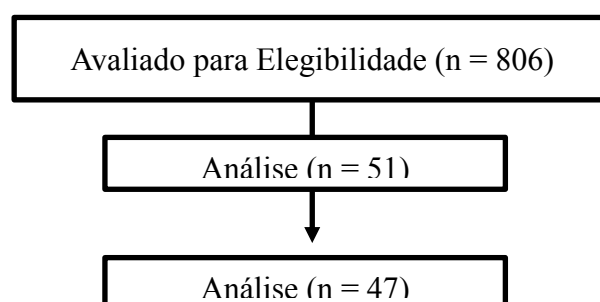 Avaliado para Elegibilidade (n = 806)
Análise (n = 51)
Análise (n = 47)